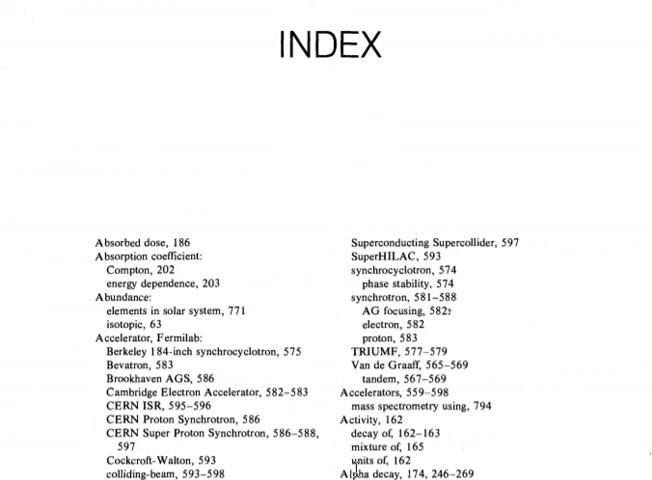 INDEX
Absorbed dose, 186
Absorption coefficient:
Compton, 202
energy dependence, 203
Abundance:
elements in solar system, 771
isotopic, 63
Accelerator, Fermilab:
Berkeley 184-inch synchrocyclotron, 575
Bevatron, 583
Brookhaven AGS, 586
Cambridge Electron Accelerator, 582–583
CERN ISR, 595–596
CERN Proton Synchrotron, 586
CERN Super Proton Synchrotron, 586–588,
597
Cockcroft-Walton, 593
colliding-beam, 593–598
Superconducting Supercollider, 597
SuperHILAC, 593
synchrocyclotron, 574
phase stability, 574
synchrotron, 581–588
AG focusing, 582
electron, 582
proton, 583
TRIUMF, 577–579
Van de Graaff, 565–569
tandem, 567–569
Accelerators, 559–598
mass spectrometry using, 794
Activity, 162
decay of, 162–163
mixture of, 165
units of, 162
Alpha decay, 174, 246–269